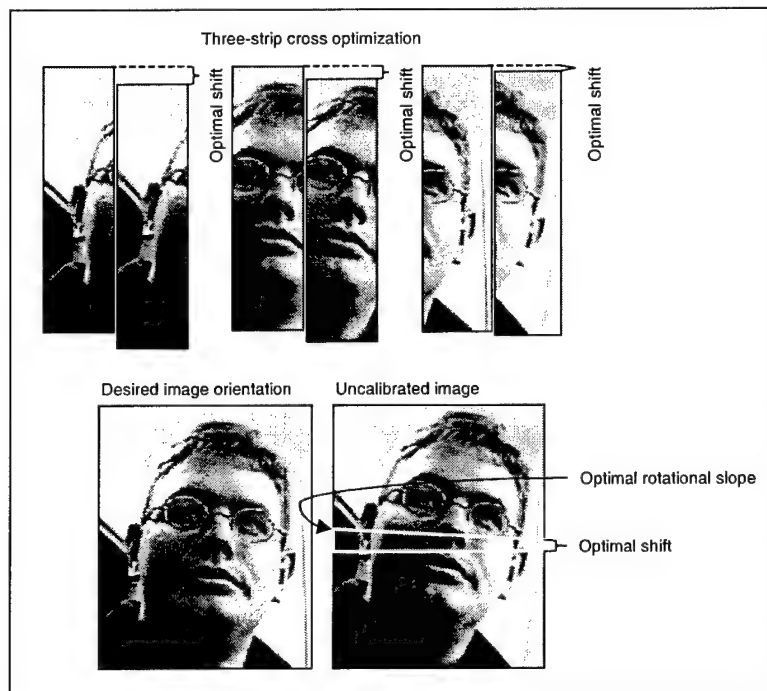 Three-strip cross optimization
Optimal shift
Optimal shift
Optimal shift
Desired image orientation
Uncalibrated image
Optimal rotational slope
Optimal shift